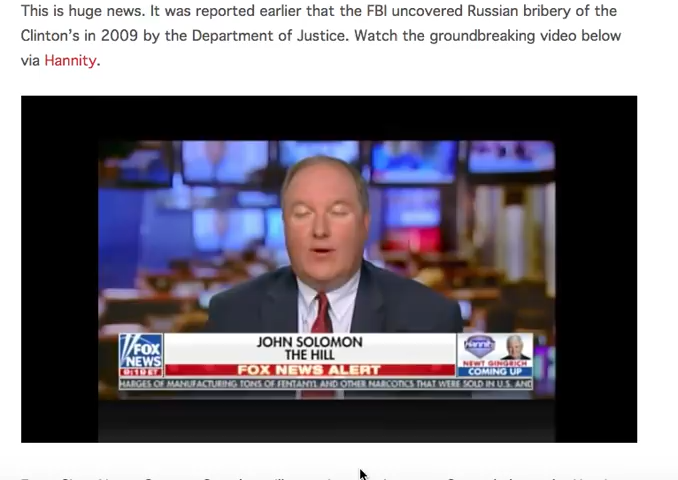 This is huge news. It was reported earlier that the FBI uncovered Russian bribery of the
Clinton's in 2009 by the Department of Justice. Watch the groundbreaking video below
via Hannity.
JOHN SOLOMON
THE HILL
FOX NEWS ALERT
FOX
NEWS
Hannity
NEWT GINGRICH
COMING UP
HARGES OF MANUFACTURING TONS OF FENTANYL AND OTHER NARCOTICS THAT WERE SOLD IN U.S. AND